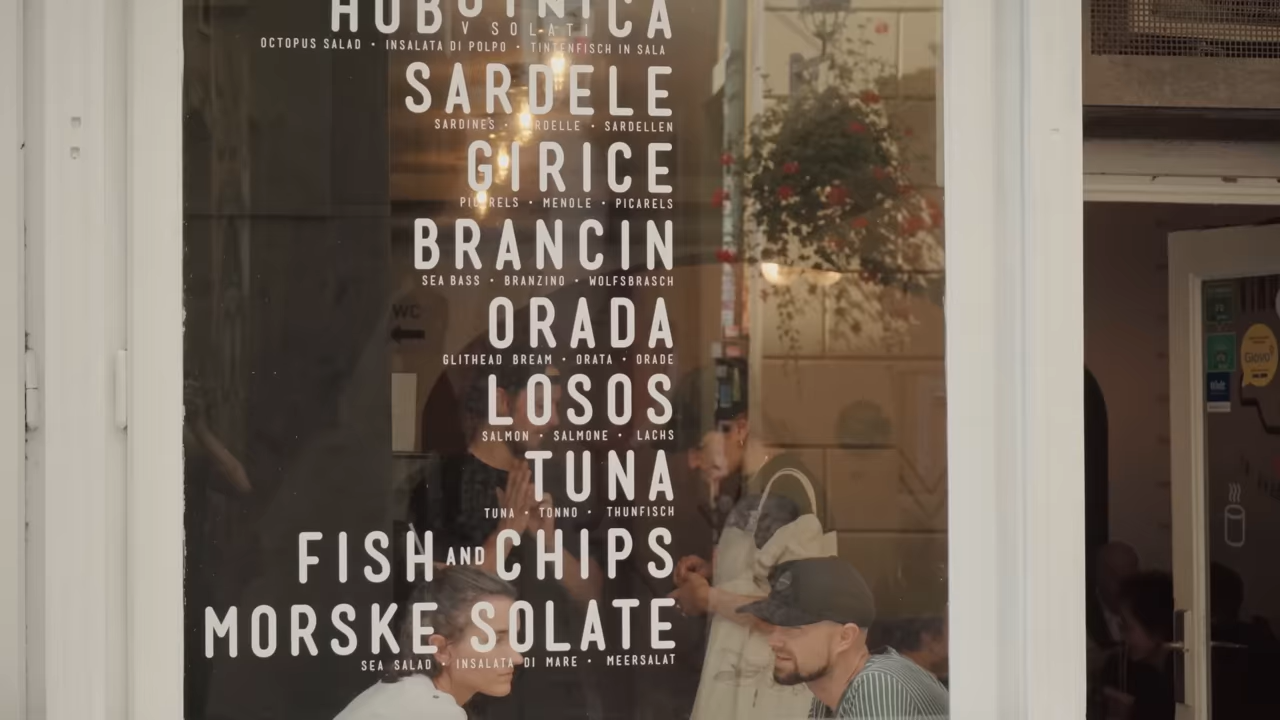 HOBOTNICA
V SOLATI
OCTOPUS SALAD • INSALATA DI POLPO • TINTENFISCH IN SALA
SARDELE
SARDINES • SARDELLE • SARDELLEN
GIRICE
PICARELS • MENOLE • PICARELS
BRANCIN
SEA BASS • BRANZINO • WOLFSBRASCH
ORADA
GLITHEAD BREAM • ORATA • ORADE
LOSOS
SALMON • SALMONE • LACHS
TUNA
TUNA • TONNO • THUNFISCH
FISH AND CHIPS
MORSKE SOLATE
SEA SALAD • INSALATA DI MARE • MEERSALAT
WC
Glovo